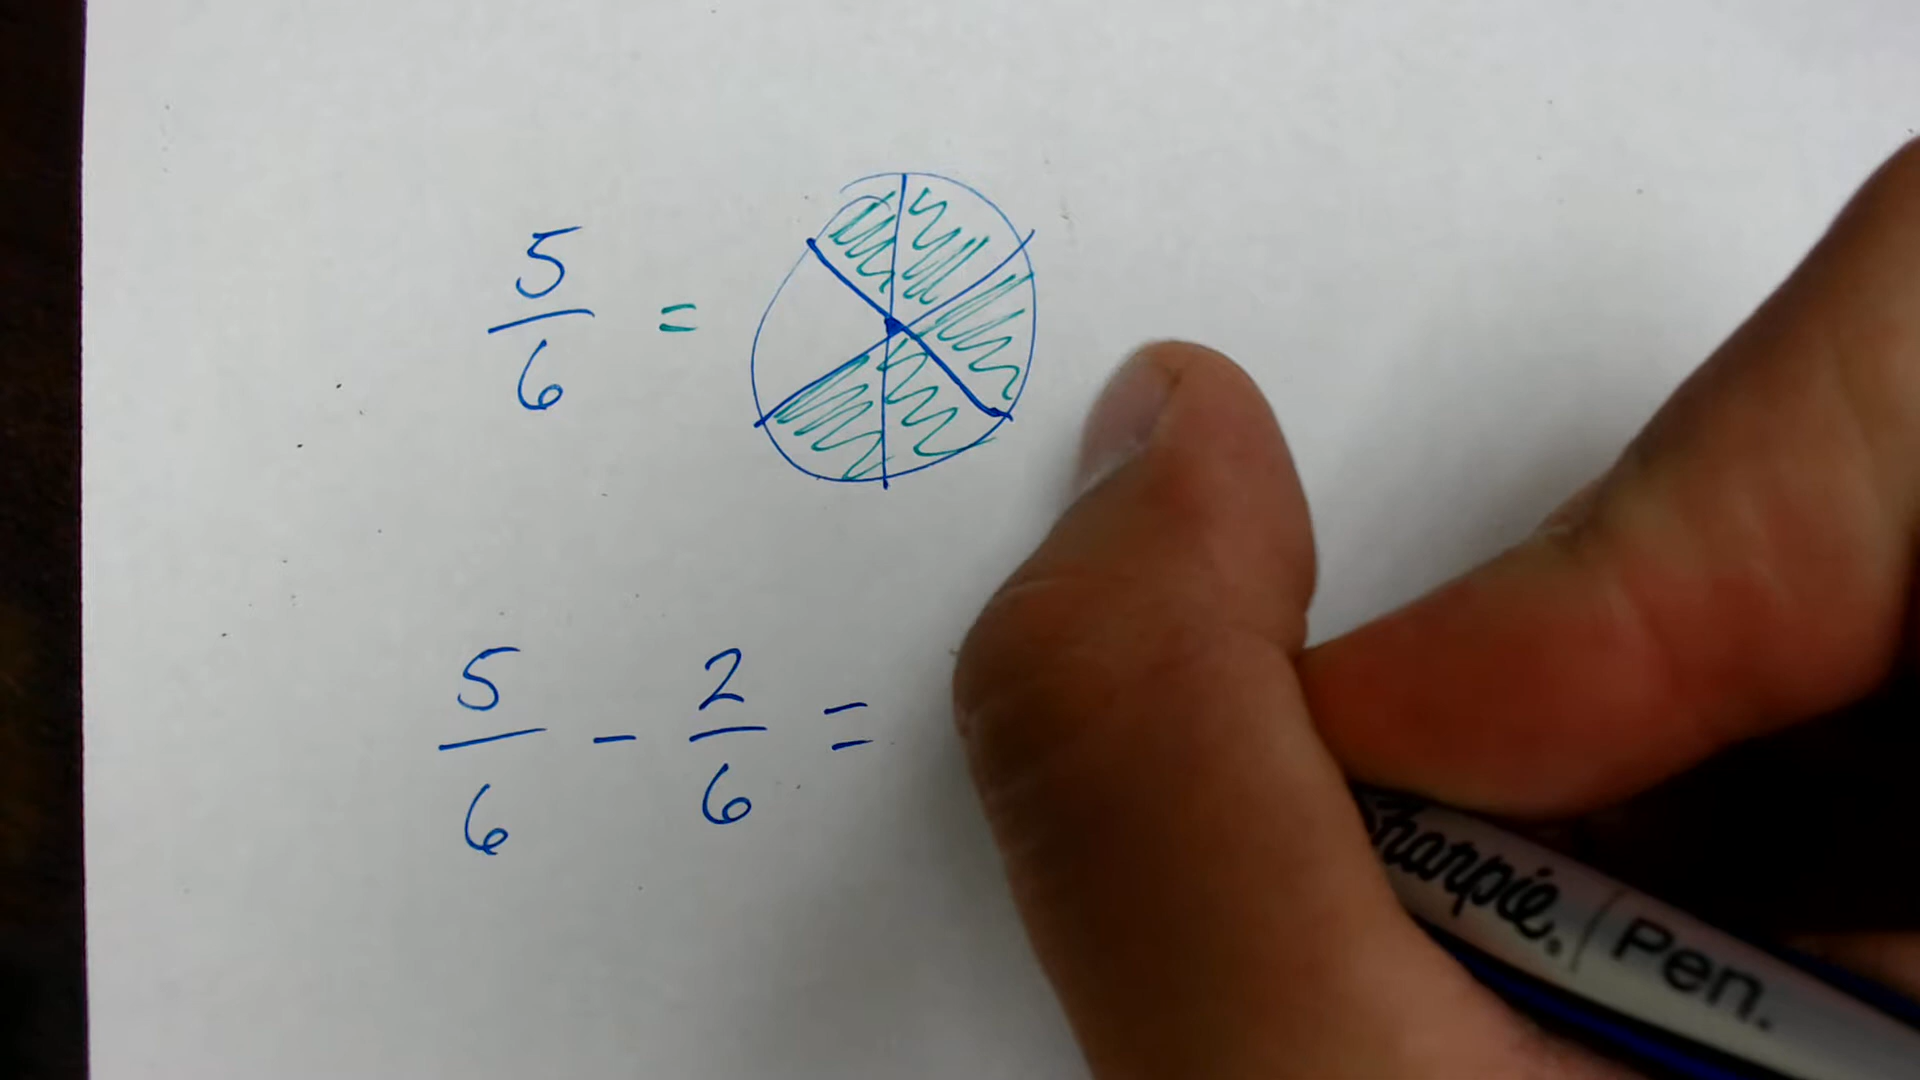 5/6 =
5/6 - 2/6 =
Sharpie. Pen.